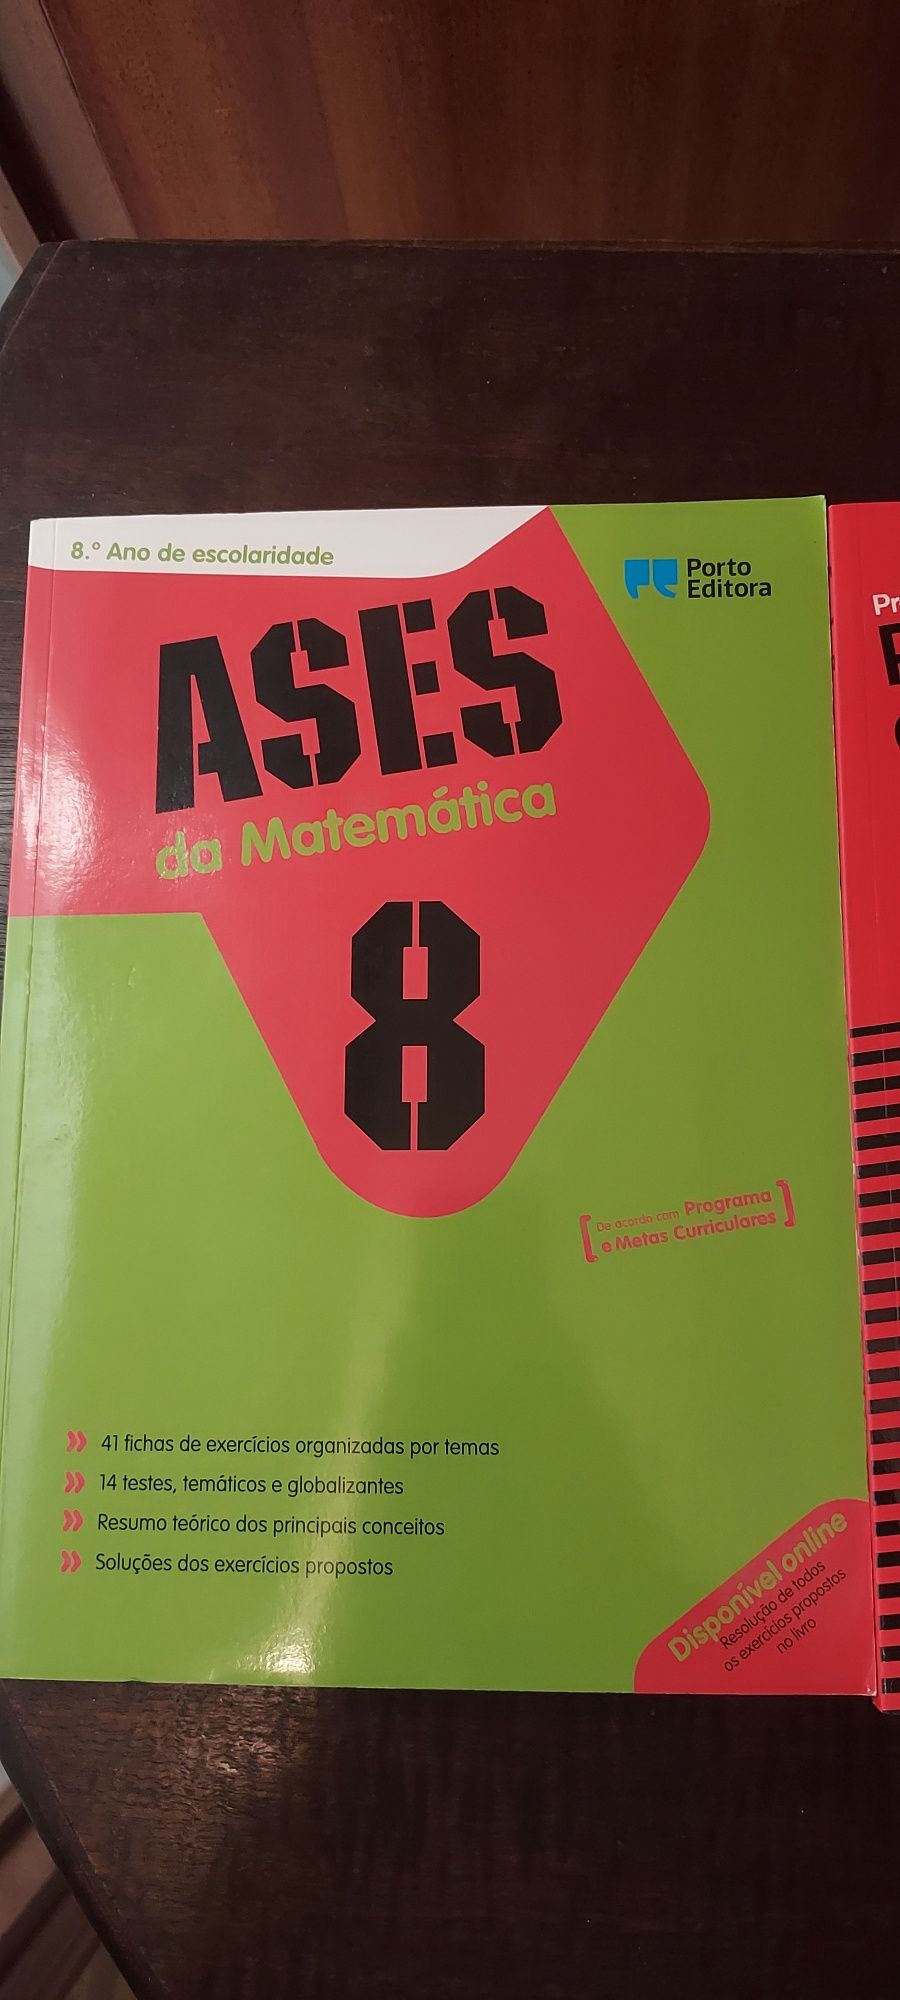 8.º Ano de escolaridade
Porto
Editora
ASES
da Matemática
8
De acordo com Programa
e Metas Curriculares
41 fichas de exercícios organizadas por temas
14 testes, temáticos e globalizantes
Resumo teórico dos principais conceitos
Soluções dos exercícios propostos
Disponível online
Resolução de todos
os exercícios propostos
no livro